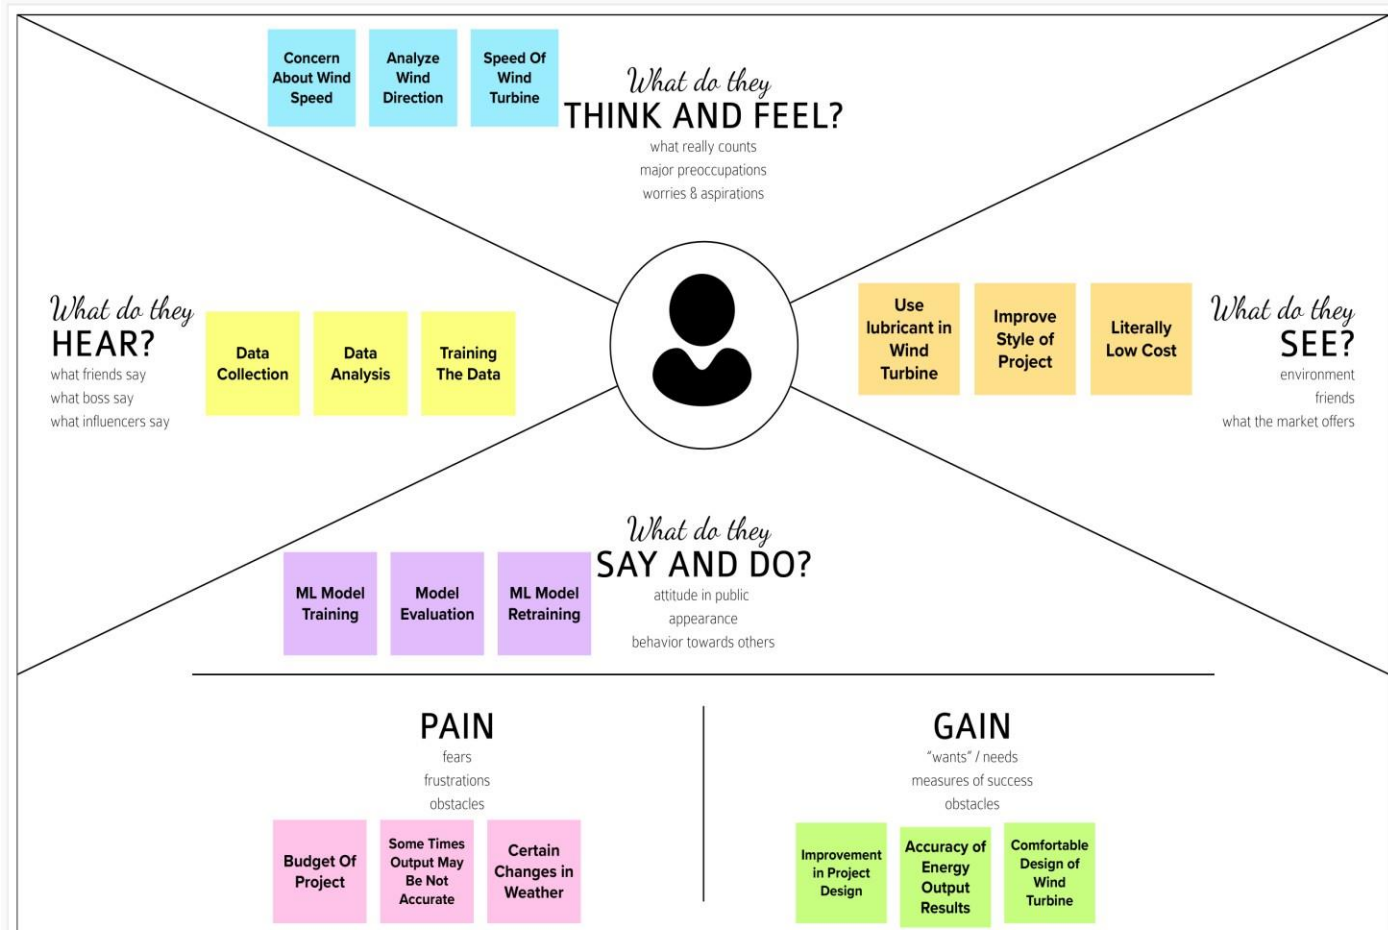 Concern
About Wind
Speed
Analyze
Wind
Direction
Speed Of
Wind
Turbine
What do they
THINK AND FEEL?
what really counts
major preoccupations
worries & aspirations
What do they
HEAR?
what friends say
what boss say
what influencers say
Data
Collection
Data
Analysis
Training
The Data
Use
lubricant in
Wind
Turbine
Improve
Style of
Project
Literally
Low Cost
What do they
SEE?
environment
friends
what the market offers
ML Model
Training
Model
Evaluation
ML Model
Retraining
What do they
SAY AND DO?
attitude in public
appearance
behavior towards others
PAIN
fears
frustrations
obstacles
Budget Of
Project
Some Times
Output May
Be Not
Accurate
Certain
Changes in
Weather
GAIN
"wants" / needs
measures of success
obstacles
Improvement
in Project
Design
Accuracy of
Energy
Output
Results
Comfortable
Design of
Wind
Turbine